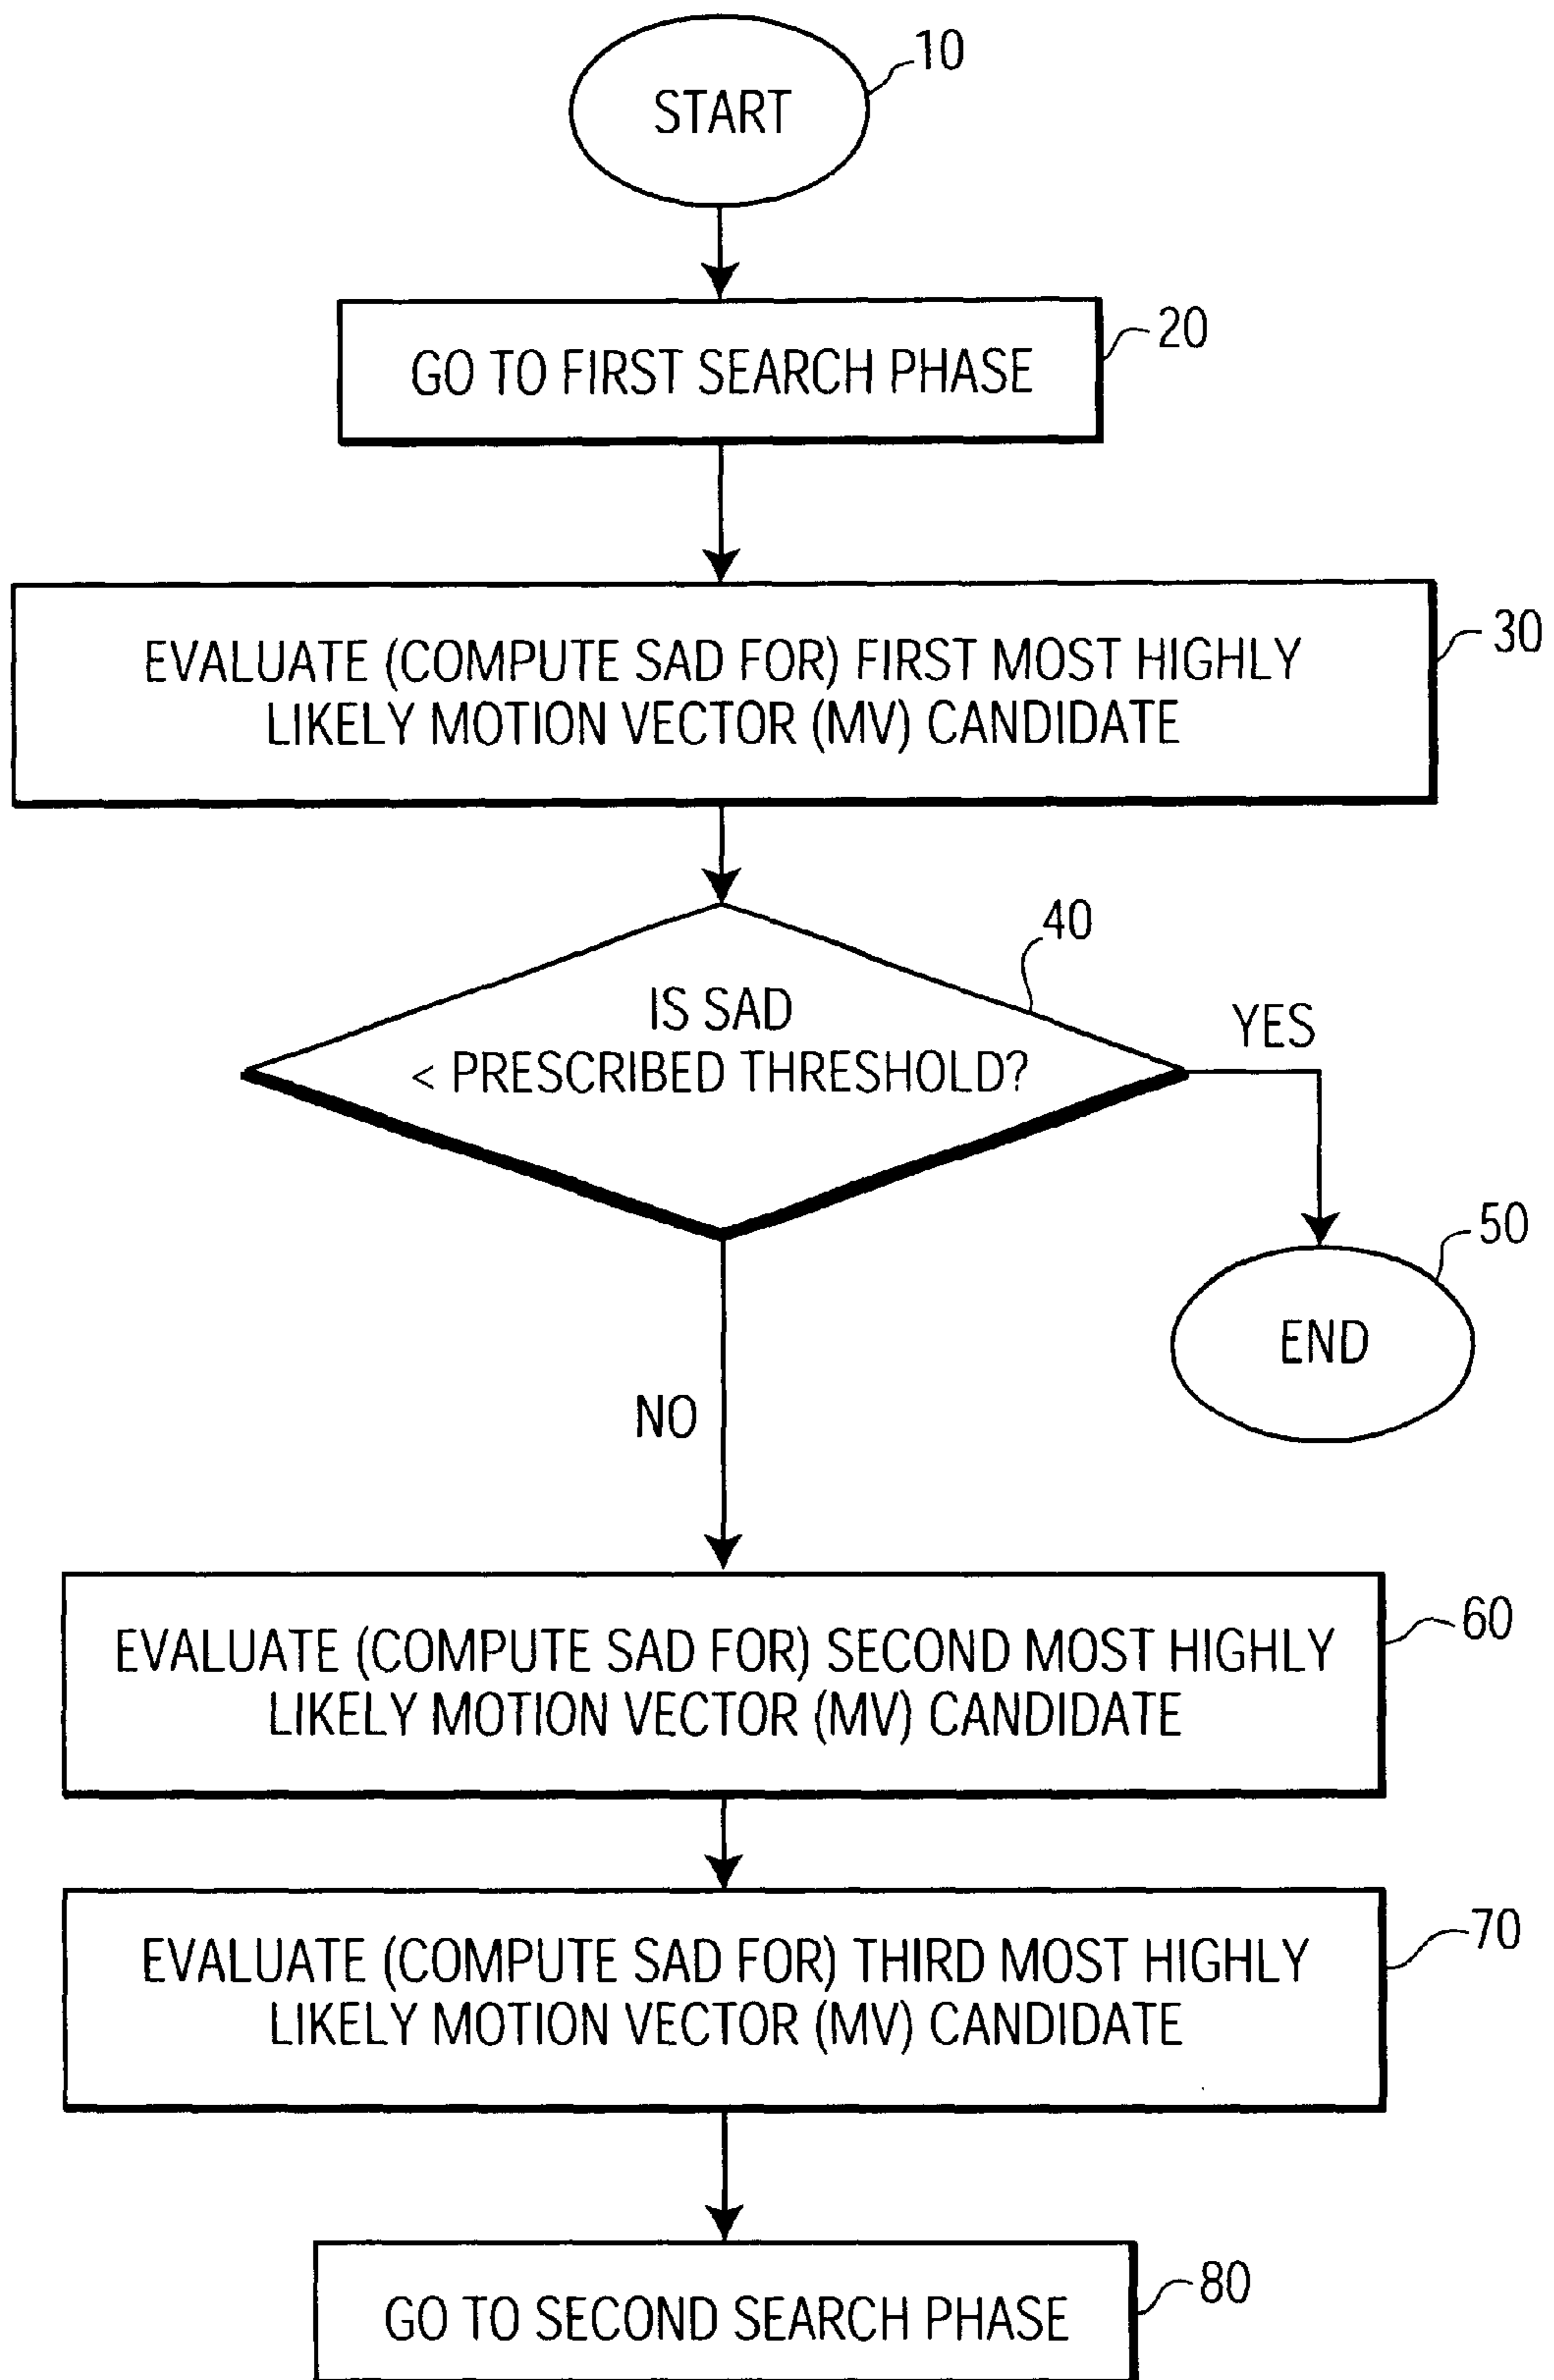 10
START
20
GO TO FIRST SEARCH PHASE
30
EVALUATE (COMPUTE SAD FOR) FIRST MOST HIGHLY
LIKELY MOTION VECTOR (MV) CANDIDATE
40
IS SAD
< PRESCRIBED THRESHOLD?
YES
50
END
NO
60
EVALUATE (COMPUTE SAD FOR) SECOND MOST HIGHLY
LIKELY MOTION VECTOR (MV) CANDIDATE
70
EVALUATE (COMPUTE SAD FOR) THIRD MOST HIGHLY
LIKELY MOTION VECTOR (MV) CANDIDATE
80
GO TO SECOND SEARCH PHASE